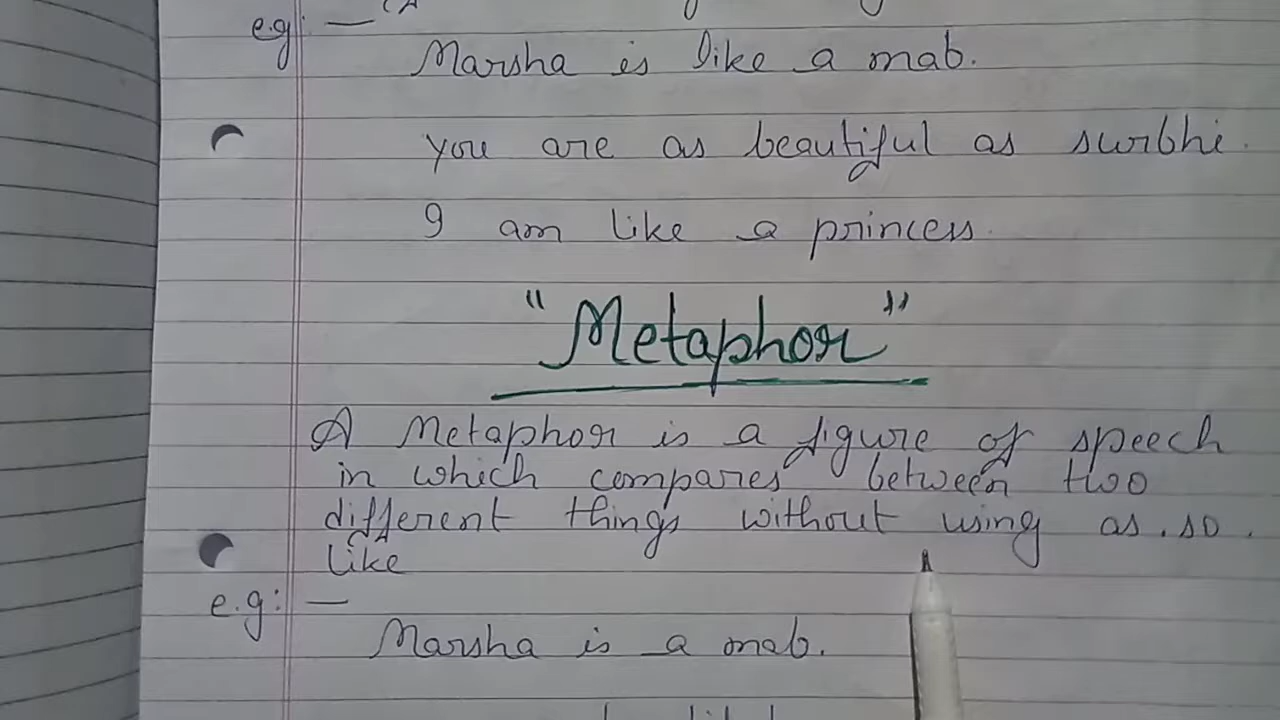 e.g: —
Marsha is like a mab.
you are as beautiful as surbhi.
I am like a princess.
"Metaphor"
A Metaphor is a figure of speech
in which compares between two
different things without using as. so.
like
e.g: —
Marsha is a mab.